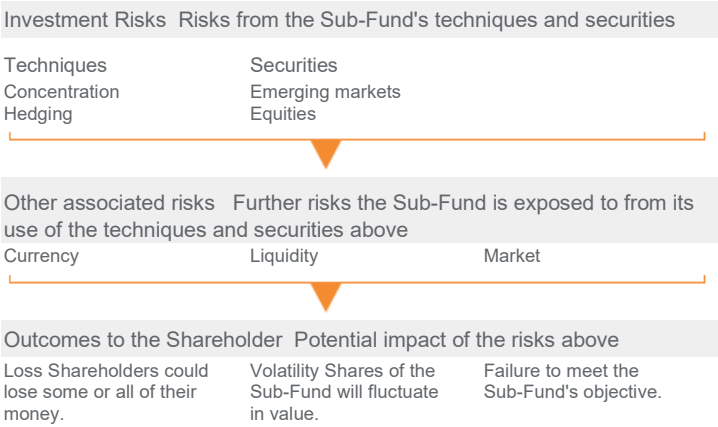 Investment Risks Risks from the Sub-Fund's techniques and securities
Techniques Securities
Concentration Emerging markets
Hedging Equities
Other associated risks Further risks the Sub-Fund is exposed to from its
use of the techniques and securities above
Currency Liquidity Market
Outcomes to the Shareholder Potential impact of the risks above
Loss Shareholders could Volatility Shares of the Failure to meet the
lose some or all of their Sub-Fund will fluctuate Sub-Fund's objective.
money. in value.